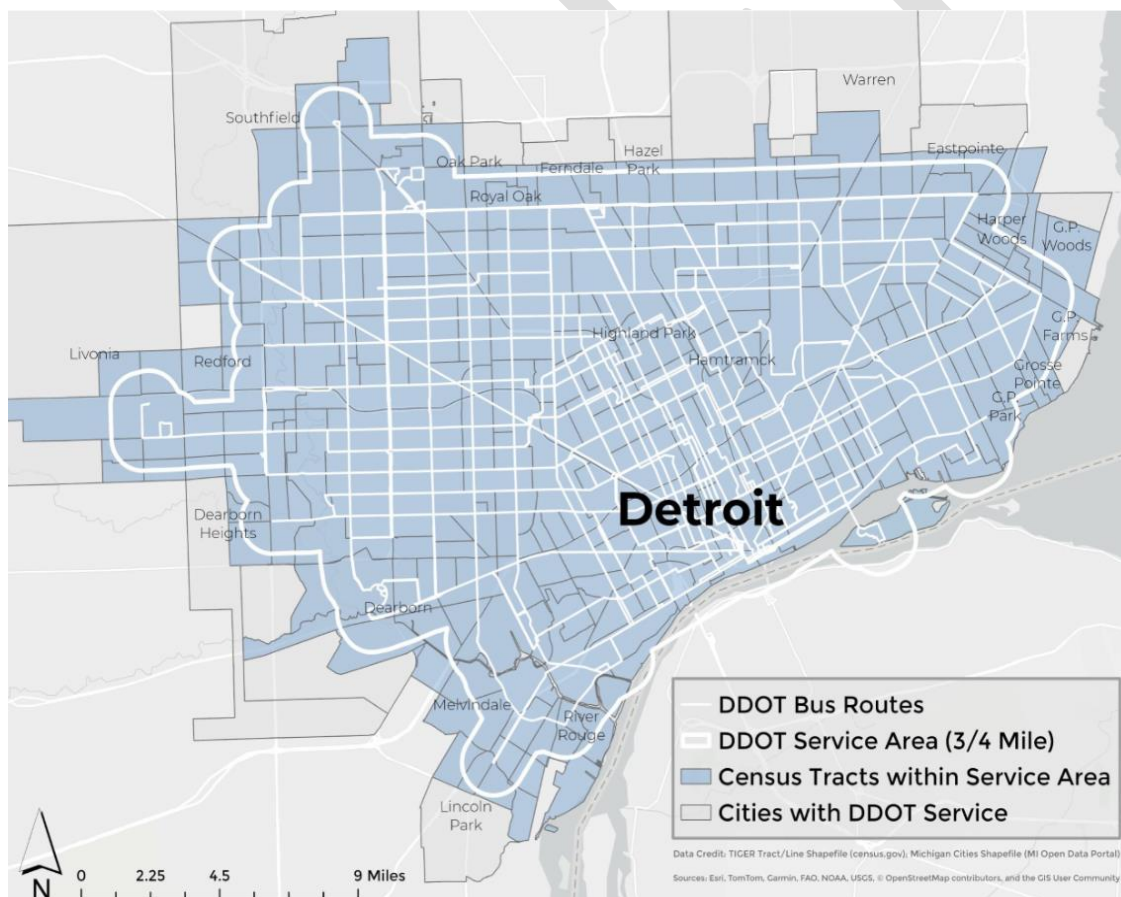 Warren
Southfield
Eastpointe
Hazel
Park
Oak Park
Ferndale
Royal Oak
Harper
Woods
G.P.
Woods
G.P.
Farms
Highland Park
Livonia
Redford
Hamtramck
Grosse
Pointe
G.P.
Park
Detroit
Dearborn
Heights
Dearborn
Melvindale
River
Rouge
Lincoln
Park
DDOT Bus Routes
DDOT Service Area (3/4 Mile)
Census Tracts within Service Area
Cities with DDOT Service
Data Credit: TIGER Tract/Line Shapefile (census.gov); Michigan Cities Shapefile (MI Open Data Portal)
Sources: Esri, TomTom, Garmin, FAO, NOAA, USGS, © OpenStreetMap contributors, and the GIS User Community
N
0 2.25 4.5 9 Miles